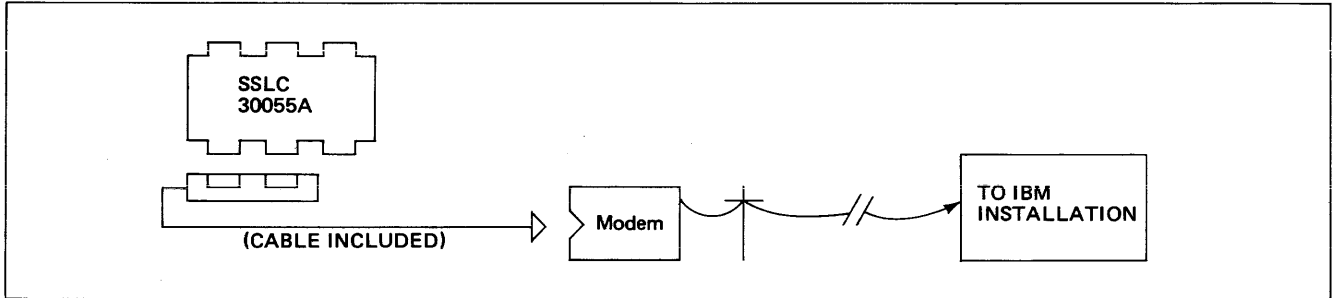 SSLC
30055A
(CABLE INCLUDED)
Modem
TO IBM
INSTALLATION